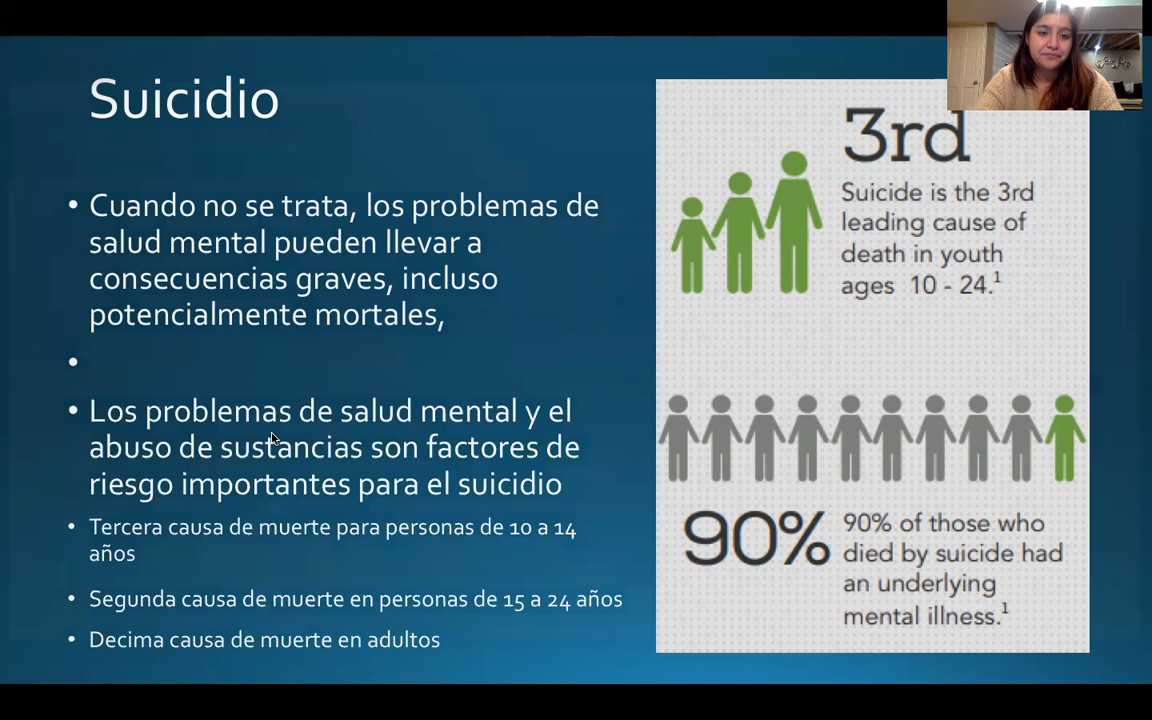 Suicidio
• Cuando no se trata, los problemas de
salud mental pueden llevar a
consecuencias graves, incluso
potencialmente mortales,
•
• Los problemas de salud mental y el
abuso de sustancias son factores de
riesgo importantes para el suicidio
• Tercera causa de muerte para personas de 10 a 14
años
• Segunda causa de muerte en personas de 15 a 24 años
• Decima causa de muerte en adultos
3rd
Suicide is the 3rd
leading cause of
death in youth
ages 10 - 24.¹
90%
90% of those who
died by suicide had
an underlying
mental illness.¹